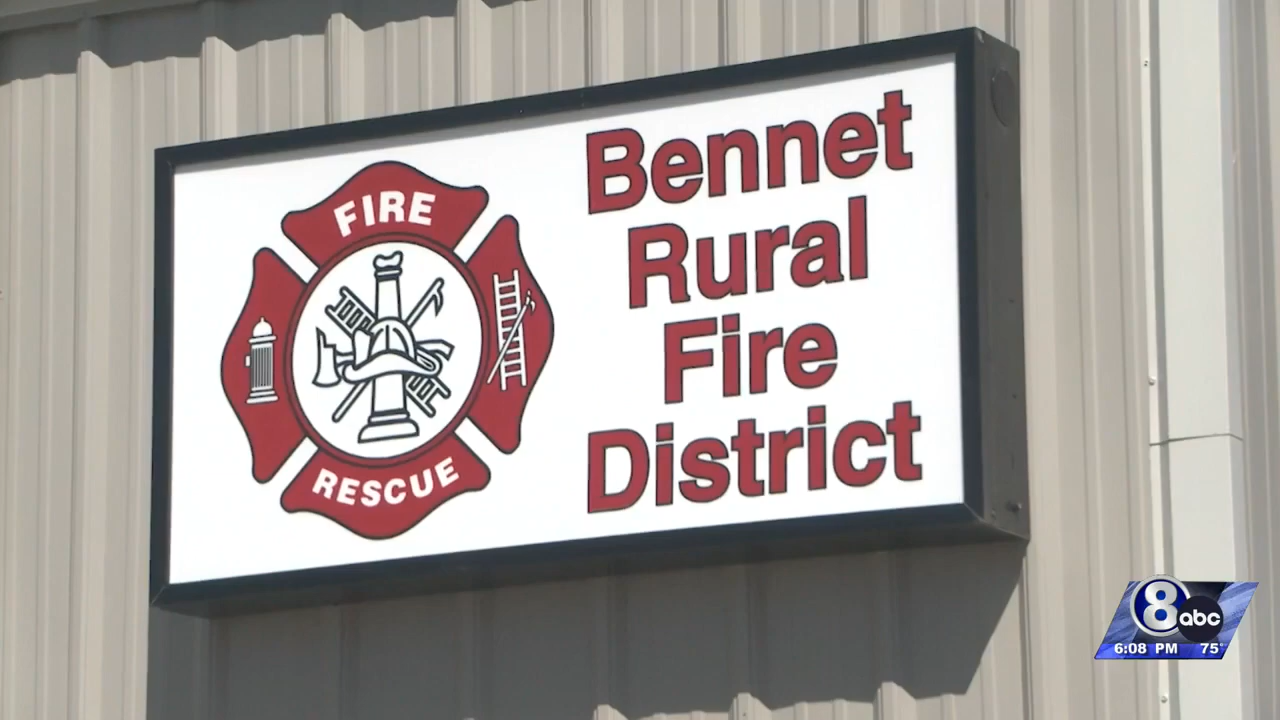 FIRE
RESCUE
Bennet
Rural
Fire
District
8 abc
6:08 PM 75°